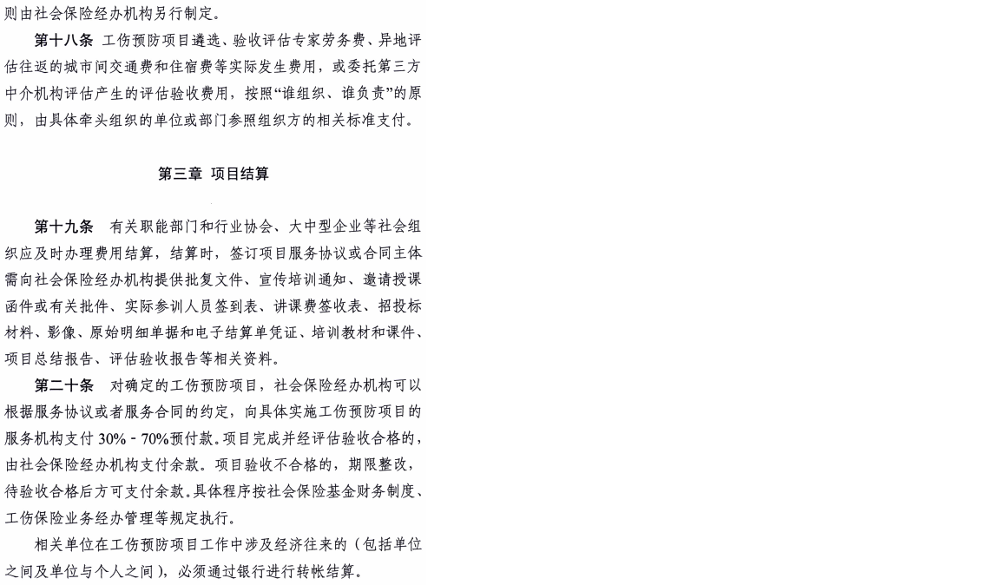 则由社会保险经办机构另行制定。
第十八条 工伤预防项目遴选、验收评估专家劳务费、异地评
估往返的城市间交通费和住宿费等实际发生费用，或委托第三方
中介机构评估产生的评估验收费用，按照“谁组织、谁负责”的原
则，由具体牵头组织的单位或部门参照组织方的相关标准支付。
第三章 项目结算
第十九条 有关职能部门和行业协会、大中型企业等社会组
织应及时办理费用结算，结算时，签订项目服务协议或合同主体
需向社会保险经办机构提供批复文件、宣传培训通知、邀请授课
函件或有关批件、实际参训人员签到表、讲课费签收表、招投标
材料、影像、原始明细单据和电子结算单凭证、培训教材和课件、
项目总结报告、评估验收报告等相关资料。
第二十条 对确定的工伤预防项目，社会保险经办机构可以
根据服务协议或者服务合同的约定，向具体实施工伤预防项目的
服务机构支付 30%－70%预付款。项目完成并经评估验收合格的，
由社会保险经办机构支付余款。项目验收不合格的，期限整改，
待验收合格后方可支付余款。具体程序按社会保险基金财务制度、
工伤保险业务经办管理等规定执行。
相关单位在工伤预防项目工作中涉及经济往来的（包括单位
之间及单位与个人之间），必须通过银行进行转帐结算。